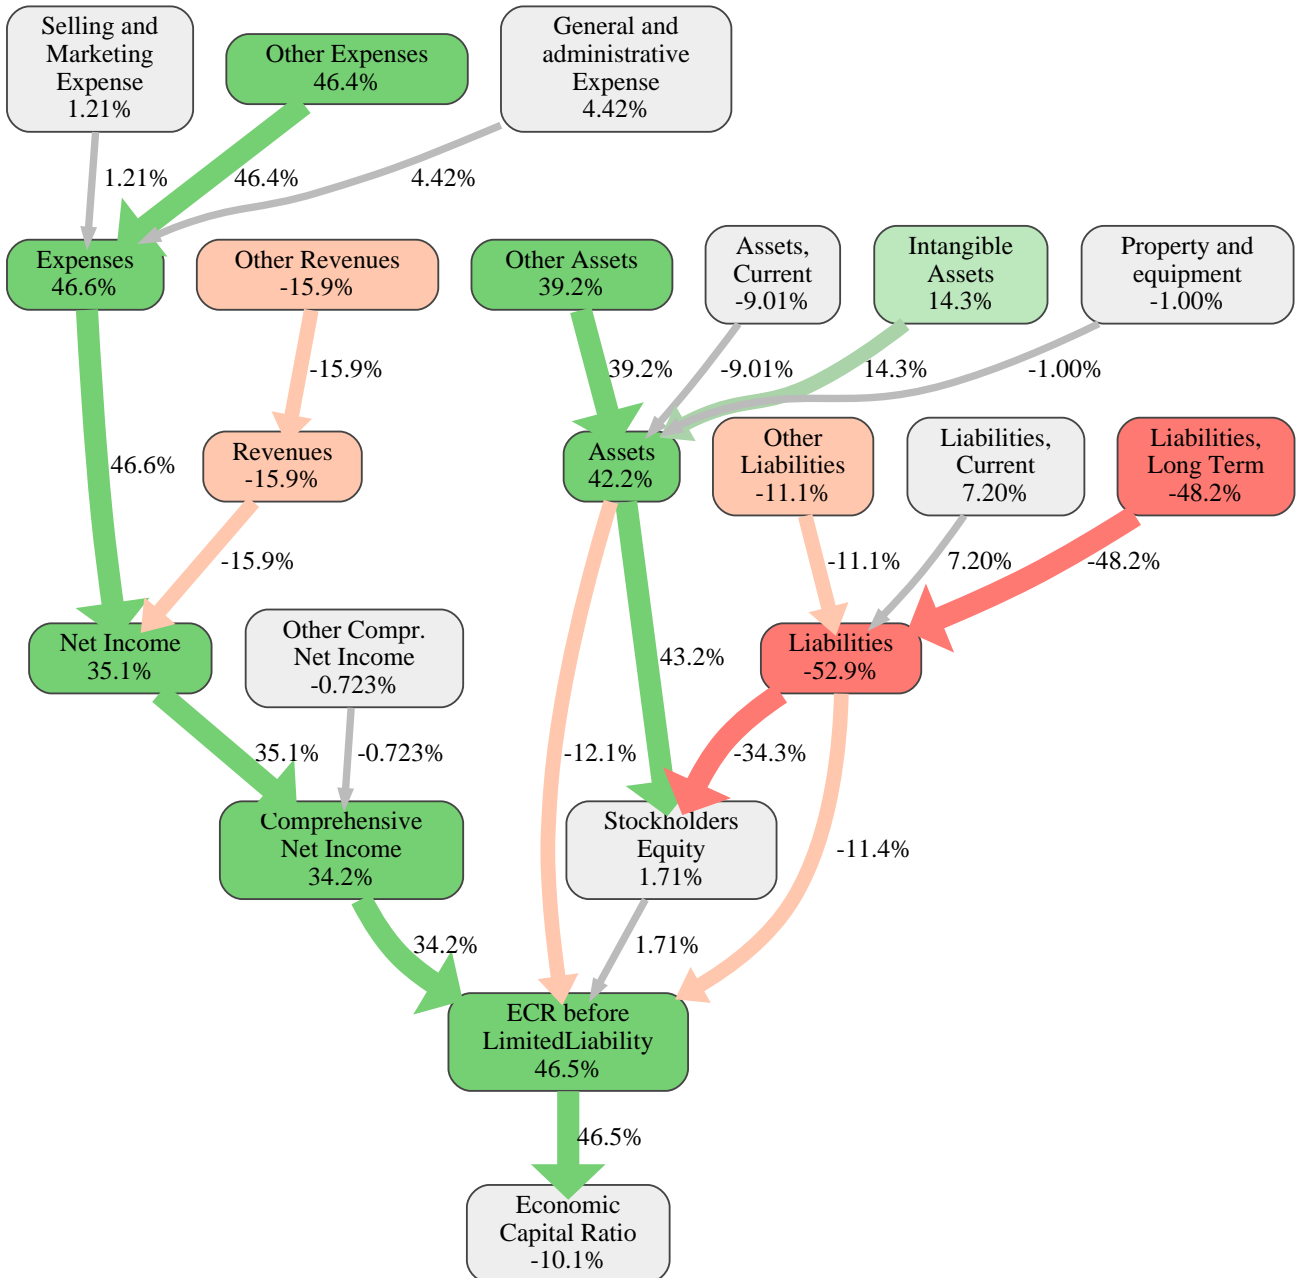 Selling and
Marketing
Expense
1.21%
Other Expenses
46.4%
General and
administrative
Expense
4.42%
1.21%
46.4%
4.42%
Expenses
46.6%
Other Revenues
-15.9%
Other Assets
39.2%
Assets,
Current
-9.01%
Intangible
Assets
14.3%
Property and
equipment
-1.00%
-15.9%
39.2%
-9.01%
14.3%
-1.00%
46.6%
Revenues
-15.9%
Assets
42.2%
Other
Liabilities
-11.1%
Liabilities,
Current
7.20%
Liabilities,
Long Term
-48.2%
-15.9%
-11.1%
7.20%
-48.2%
Net Income
35.1%
Other Compr.
Net Income
-0.723%
43.2%
Liabilities
-52.9%
35.1%
-0.723%
-12.1%
-34.3%
Comprehensive
Net Income
34.2%
Stockholders
Equity
1.71%
-11.4%
34.2%
1.71%
ECR before
LimitedLiability
46.5%
46.5%
Economic
Capital Ratio
-10.1%